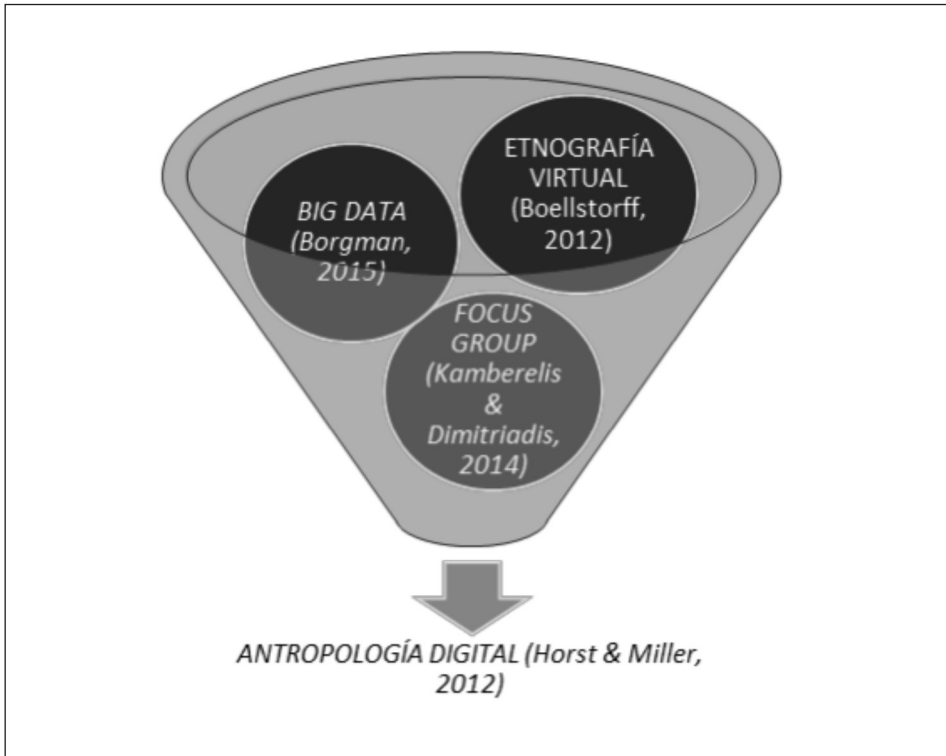 ETNOGRAFÍA
VIRTUAL
(Boellstorff,
2012)
BIG DATA
(Borgman,
2015)
FOCUS
GROUP
(Kamberelis
&
Dimitriadis,
2014)
ANTROPOLOGÍA DIGITAL (Horst & Miller,
2012)